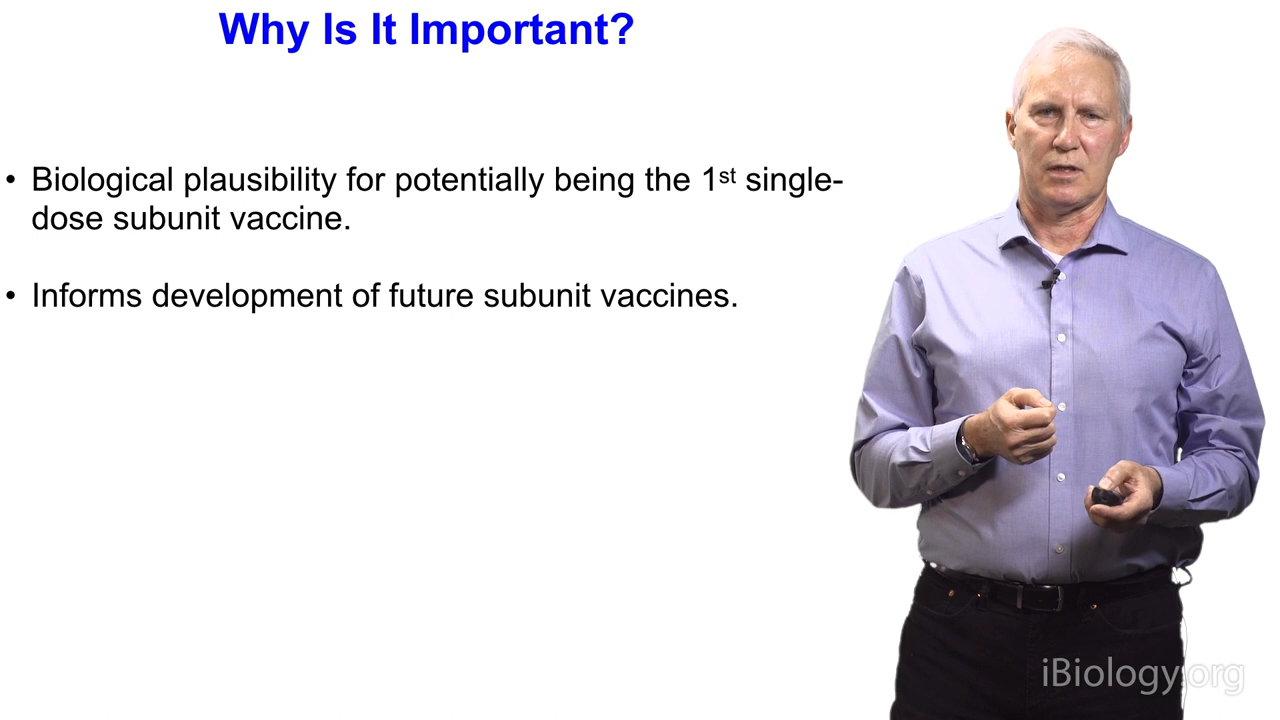 Why Is It Important?
• Biological plausibility for potentially being the 1st single-
dose subunit vaccine.
• Informs development of future subunit vaccines.
iBiology.org